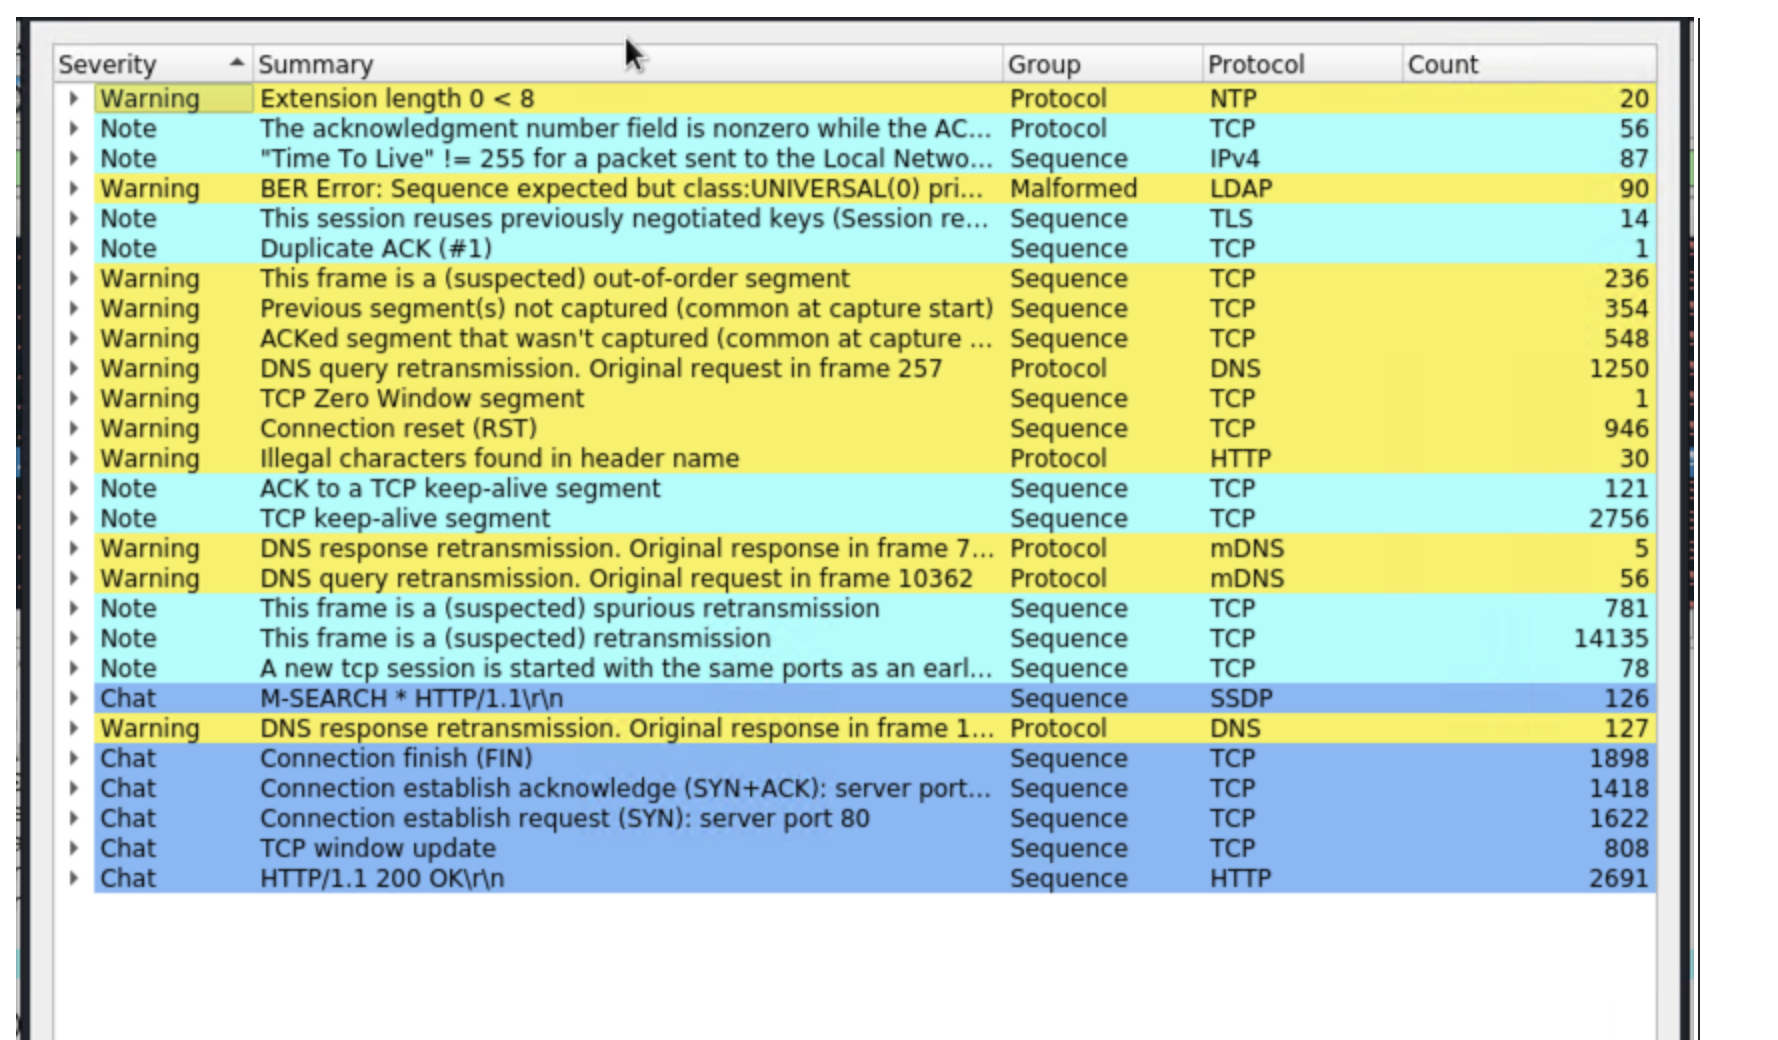 Severity Summary Group Protocol Count
Warning Extension length 0 < 8 Protocol NTP 20
Note The acknowledgment number field is nonzero while the AC... Protocol TCP 56
Note "Time To Live" != 255 for a packet sent to the Local Netwo... Sequence IPv4 87
Warning BER Error: Sequence expected but class:UNIVERSAL(0) pri... Malformed LDAP 90
Note This session reuses previously negotiated keys (Session re... Sequence TLS 14
Note Duplicate ACK (#1) Sequence TCP 1
Warning This frame is a (suspected) out-of-order segment Sequence TCP 236
Warning Previous segment(s) not captured (common at capture start) Sequence TCP 354
Warning ACKed segment that wasn't captured (common at capture ... Sequence TCP 548
Warning DNS query retransmission. Original request in frame 257 Protocol DNS 1250
Warning TCP Zero Window segment Sequence TCP 1
Warning Connection reset (RST) Sequence TCP 946
Warning Illegal characters found in header name Protocol HTTP 30
Note ACK to a TCP keep-alive segment Sequence TCP 121
Note TCP keep-alive segment Sequence TCP 2756
Warning DNS response retransmission. Original response in frame 7... Protocol mDNS 5
Warning DNS query retransmission. Original request in frame 10362 Protocol mDNS 56
Note This frame is a (suspected) spurious retransmission Sequence TCP 781
Note This frame is a (suspected) retransmission Sequence TCP 14135
Note A new tcp session is started with the same ports as an earl... Sequence TCP 78
Chat M-SEARCH * HTTP/1.1\r\n Sequence SSDP 126
Warning DNS response retransmission. Original response in frame 1... Protocol DNS 127
Chat Connection finish (FIN) Sequence TCP 1898
Chat Connection establish acknowledge (SYN+ACK): server port... Sequence TCP 1418
Chat Connection establish request (SYN): server port 80 Sequence TCP 1622
Chat TCP window update Sequence TCP 808
Chat HTTP/1.1 200 OK\r\n Sequence HTTP 2691